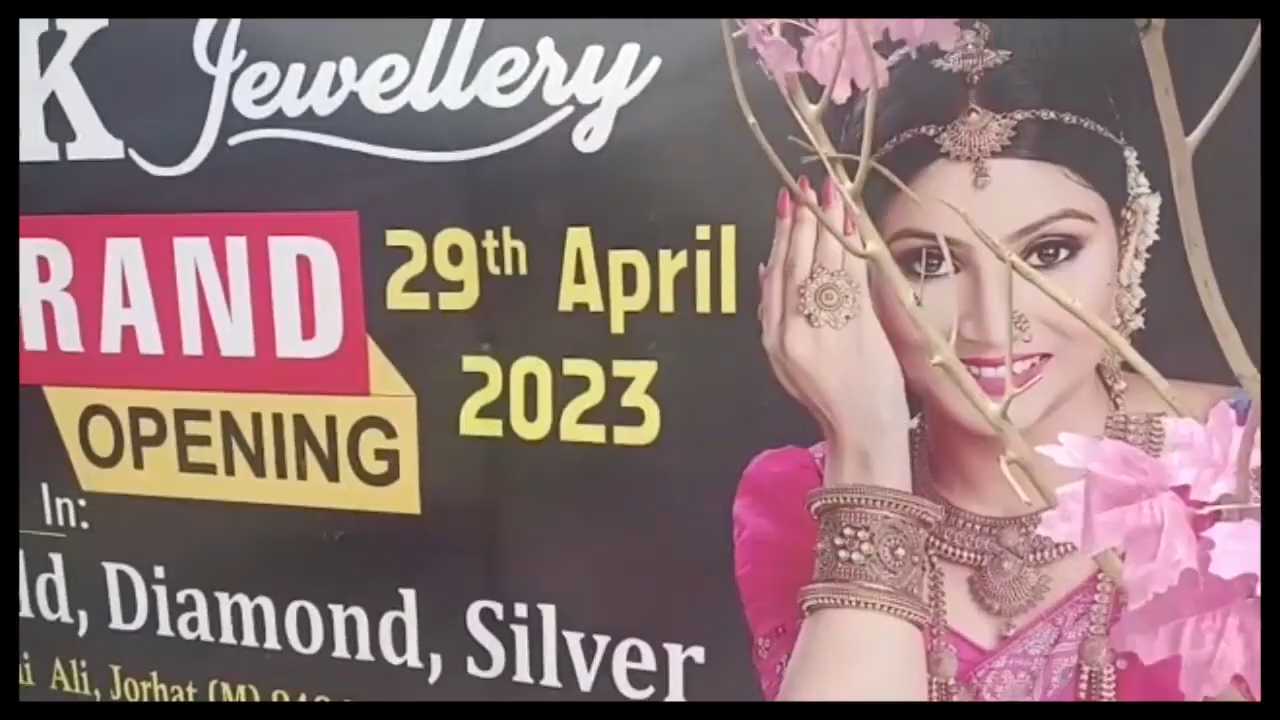 K Jewellery
RAND
29th April
2023
OPENING
In:
ld, Diamond, Silver
i Ali, Jorhat (M)